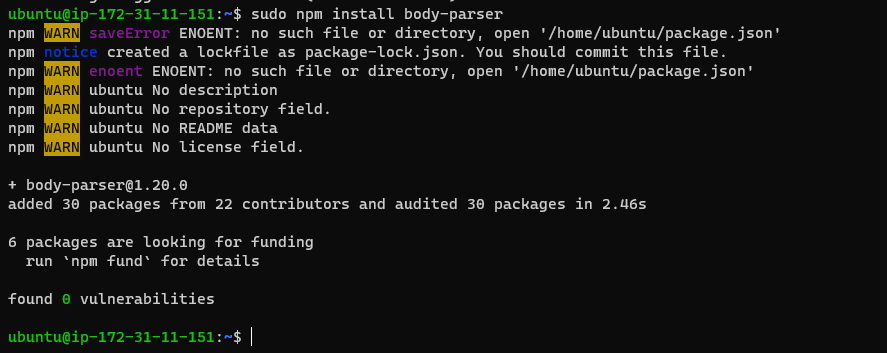 ubuntu@ip-172-31-11-151:~$ sudo npm install body-parser
npm WARN saveError ENOENT: no such file or directory, open '/home/ubuntu/package.json'
npm notice created a lockfile as package-lock.json. You should commit this file.
npm WARN enoent ENOENT: no such file or directory, open '/home/ubuntu/package.json'
npm WARN ubuntu No description
npm WARN ubuntu No repository field.
npm WARN ubuntu No README data
npm WARN ubuntu No license field.
+ body-parser@1.20.0
added 30 packages from 22 contributors and audited 30 packages in 2.46s
6 packages are looking for funding
run `npm fund` for details
found 0 vulnerabilities
ubuntu@ip-172-31-11-151:~$